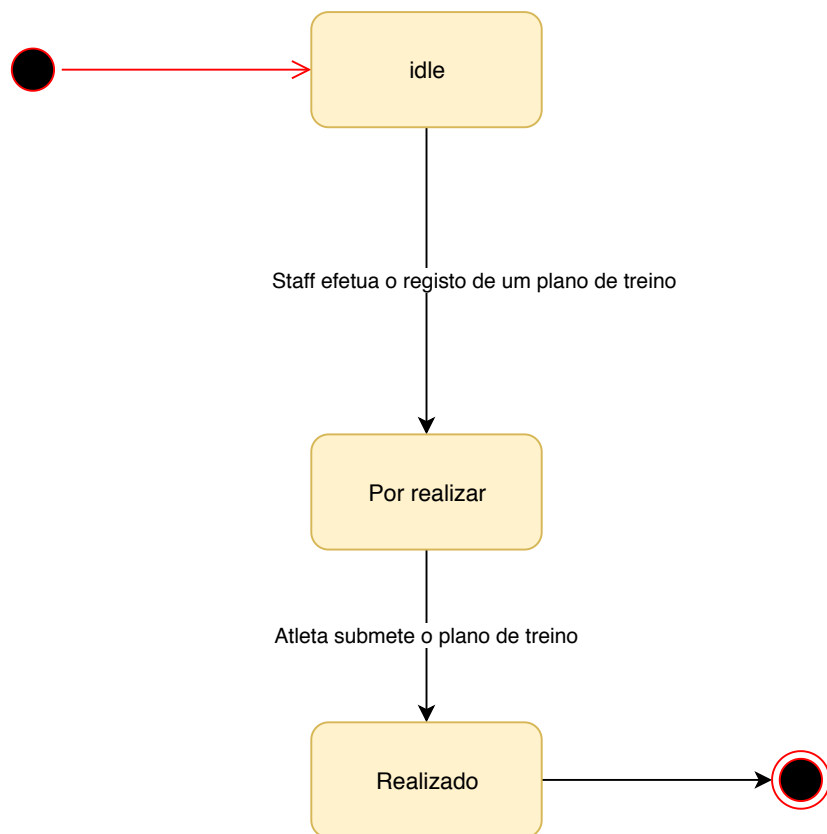 idle
Staff efetua o registo de um plano de treino
Por realizar
Atleta submete o plano de treino
Realizado